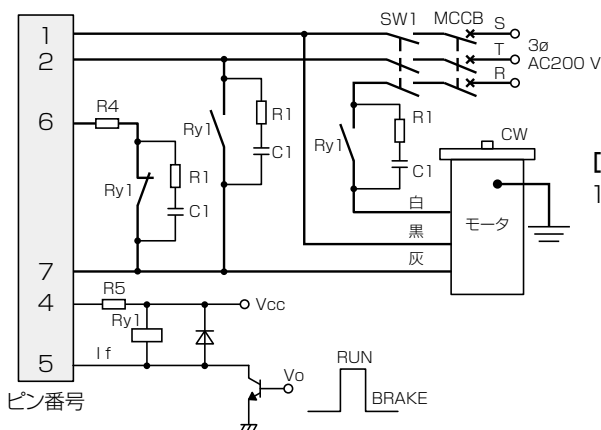 1
2
6
7
4
5
ピン番号
SW1
MCCB
S
T
R
3ø
AC200 V
R4
Ry1
R1
C1
Ry1
R1
C1
Ry1
R1
C1
CW
白
黒
灰
モータ
R5
Ry1
Vcc
If
Vo
RUN
BRAKE
1